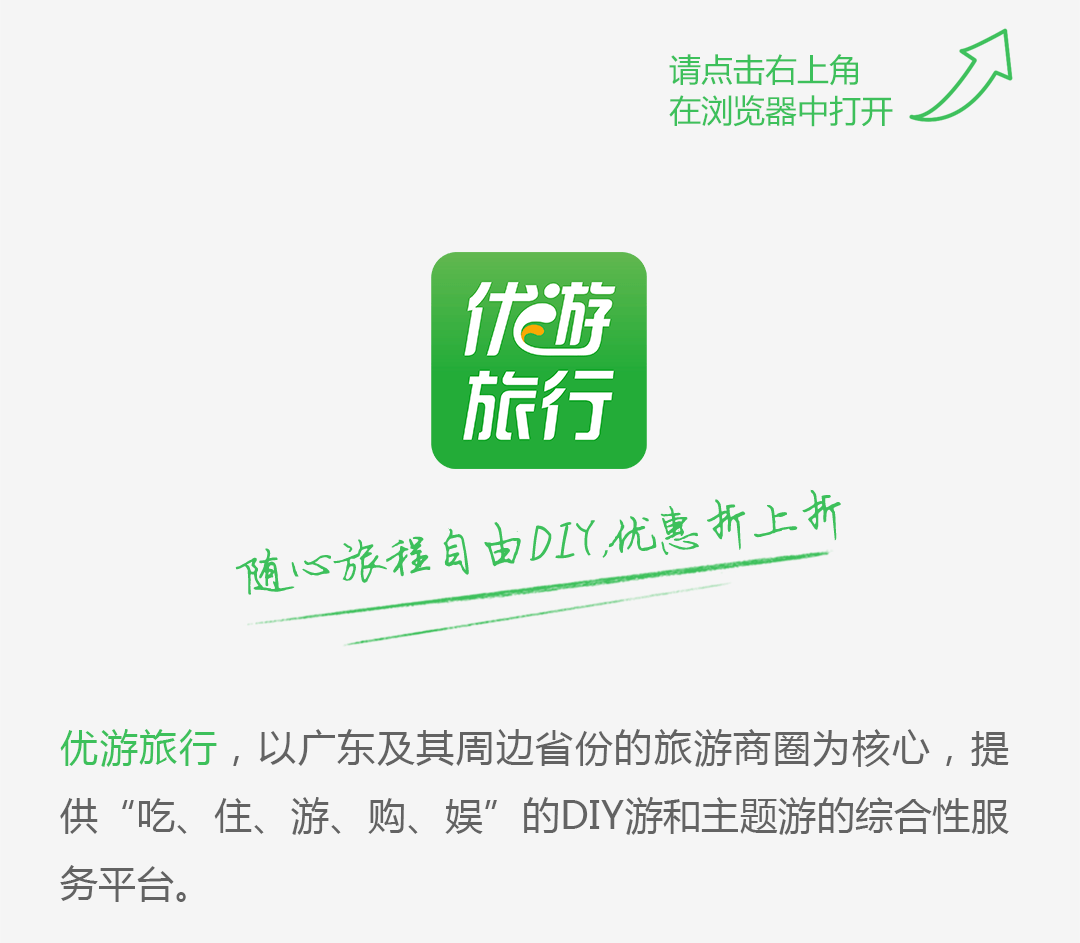 请点击右上角
在浏览器中打开
优游
旅行
随心旅程自由DIY,优惠折上折
优游旅行，以广东及其周边省份的旅游商圈为核心，提
供“吃、住、游、购、娱”的DIY游和主题游的综合性服
务平台。